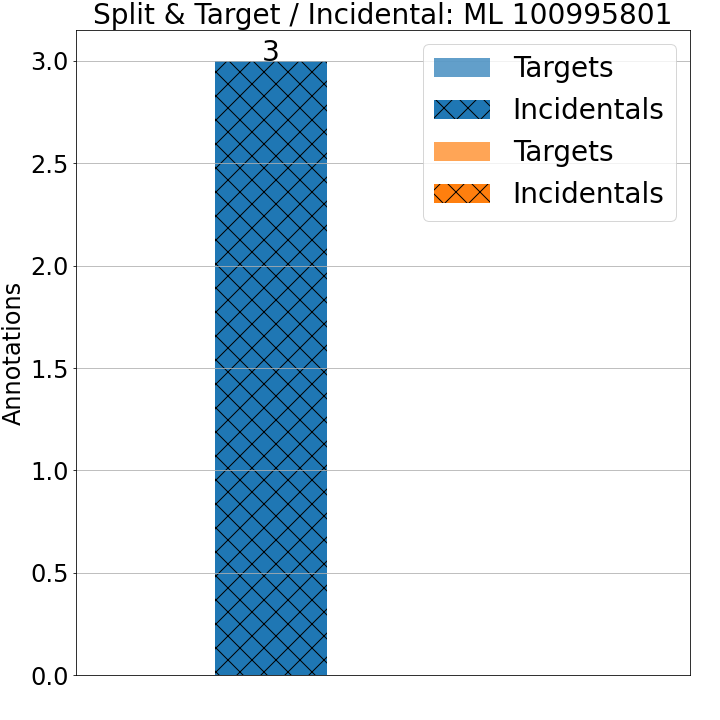 Split & Target / Incidental: ML 100995801
3
Targets
Incidentals
Targets
Incidentals
Annotations
3.0
2.5
2.0
1.5
1.0
0.5
0.0